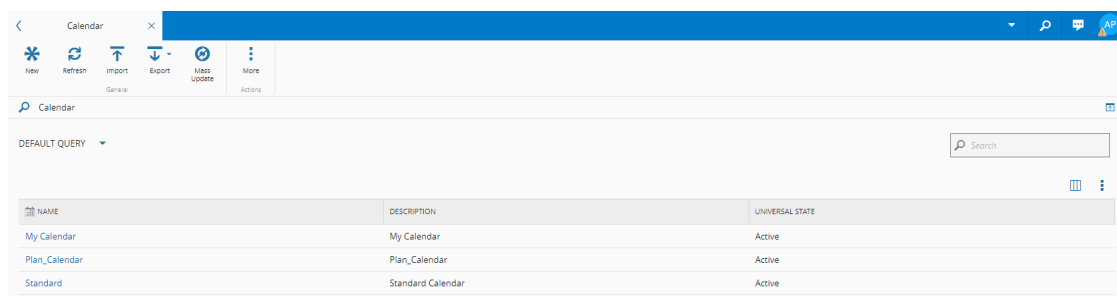 Calendar
AP
New Refresh Import Export Mass Update More
General Actions
Calendar
DEFAULT QUERY
Search
NAME DESCRIPTION UNIVERSAL STATE
My Calendar My Calendar Active
Plan_Calendar Plan_Calendar Active
Standard Standard Calendar Active